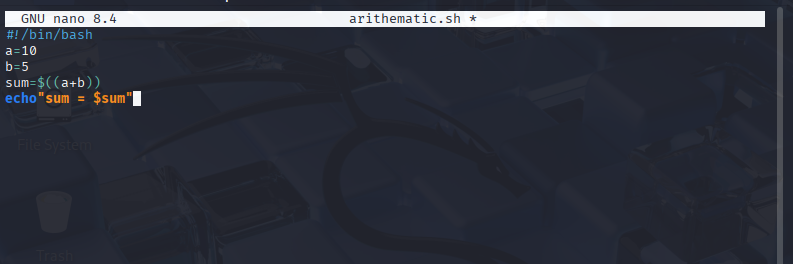 GNU nano 8.4 arithematic.sh *
#!/bin/bash
a=10
b=5
sum=$((a+b))
echo"sum = $sum"
File System
Trash